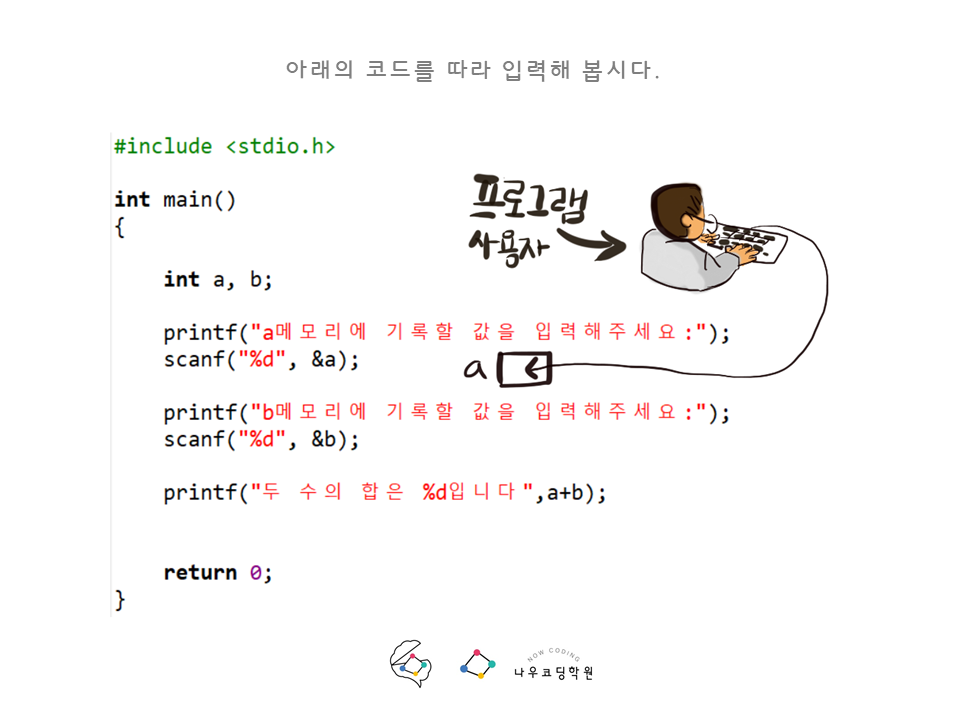 아래의 코드를 따라 입력해 봅시다.
#include <stdio.h>
int main()
{
int a, b;
printf("a메모리에 기록할 값을 입력해주세요:");
scanf("%d", &a);
printf("b메모리에 기록할 값을 입력해주세요:");
scanf("%d", &b);
printf("두 수의 합은 %d입니다",a+b);
return 0;
}
프로그램
사용자
a
NOW CODING
나우코딩학원